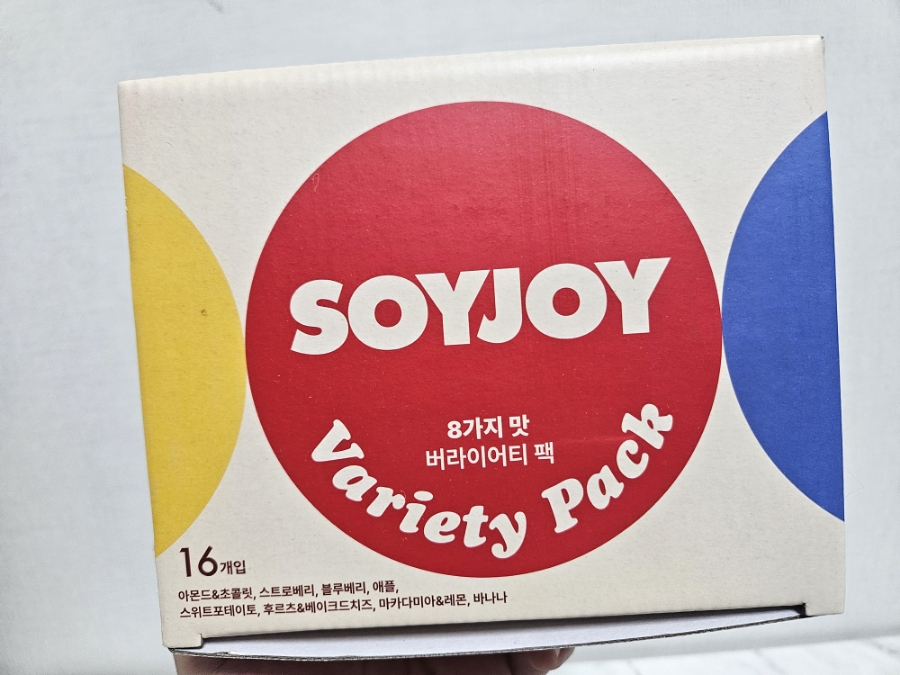 SOYJOY
8가지 맛
버라이어티 팩
Variety Pack
16개입
아몬드&초콜릿, 스트로베리, 블루베리, 애플,
스위트포테이토, 후르츠&베이크드치즈, 마카다미아&레몬, 바나나